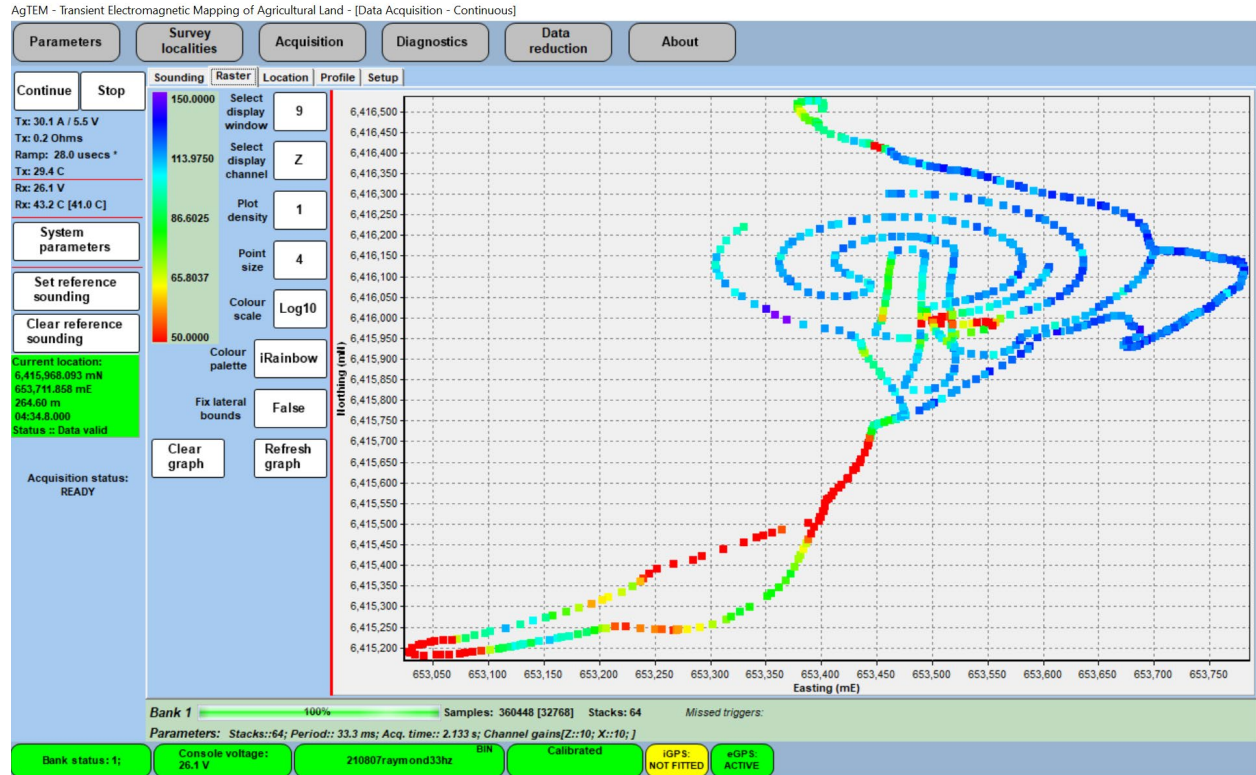 AgTEM - Transient Electromagnetic Mapping of Agricultural Land - [Data Acquisition - Continuous]
Parameters
Survey
localities
Acquisition
Diagnostics
Data
reduction
About
Continue
Stop
Tx: 30.1 A / 5.5 V
Tx: 0.2 Ohms
Ramp: 28.0 usecs *
Tx: 29.4 C
Rx: 26.1 V
Rx: 43.2 C [41.0 C]
System
parameters
Set reference
sounding
Clear reference
sounding
Current location:
6,415,968.093 mN
653,711.858 mE
264.60 m
04:34.8.000
Status :: Data valid
Acquisition status:
READY
Sounding Raster Location Profile Setup
150.0000
113.9750
86.6025
65.8037
50.0000
Select
display
window
9
Select
display
channel
Z
Plot
density
1
Point
size
4
Colour
scale
Log10
Colour
palette
iRainbow
Fix lateral
bounds
False
Clear
graph
Refresh
graph
Northing (mN)
6,416,500
6,416,450
6,416,400
6,416,350
6,416,300
6,416,250
6,416,200
6,416,150
6,416,100
6,416,050
6,416,000
6,415,950
6,415,900
6,415,850
6,415,800
6,415,750
6,415,700
6,415,650
6,415,600
6,415,550
6,415,500
6,415,450
6,415,400
6,415,350
6,415,300
6,415,250
6,415,200
653,050 653,100 653,150 653,200 653,250 653,300 653,350 653,400 653,450 653,500 653,550 653,600 653,650 653,700 653,750
Easting (mE)
Bank 1 100% Samples: 360448 [32768] Stacks: 64 Missed triggers:
Parameters: Stacks::64; Period:: 33.3 ms; Acq. time:: 2.133 s; Channel gains[Z::10; X::10; ]
Bank status: 1;
Console voltage:
26.1 V
BIN
210807raymond33hz
Calibrated
iGPS:
NOT FITTED
eGPS:
ACTIVE